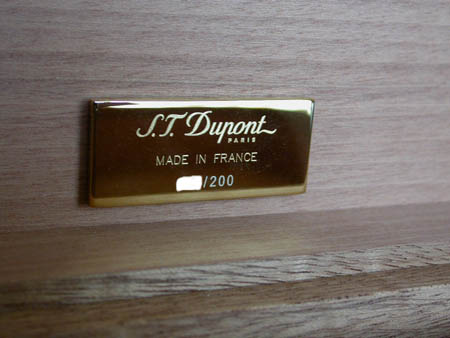 S.T. Dupont
PARIS
MADE IN FRANCE
/200